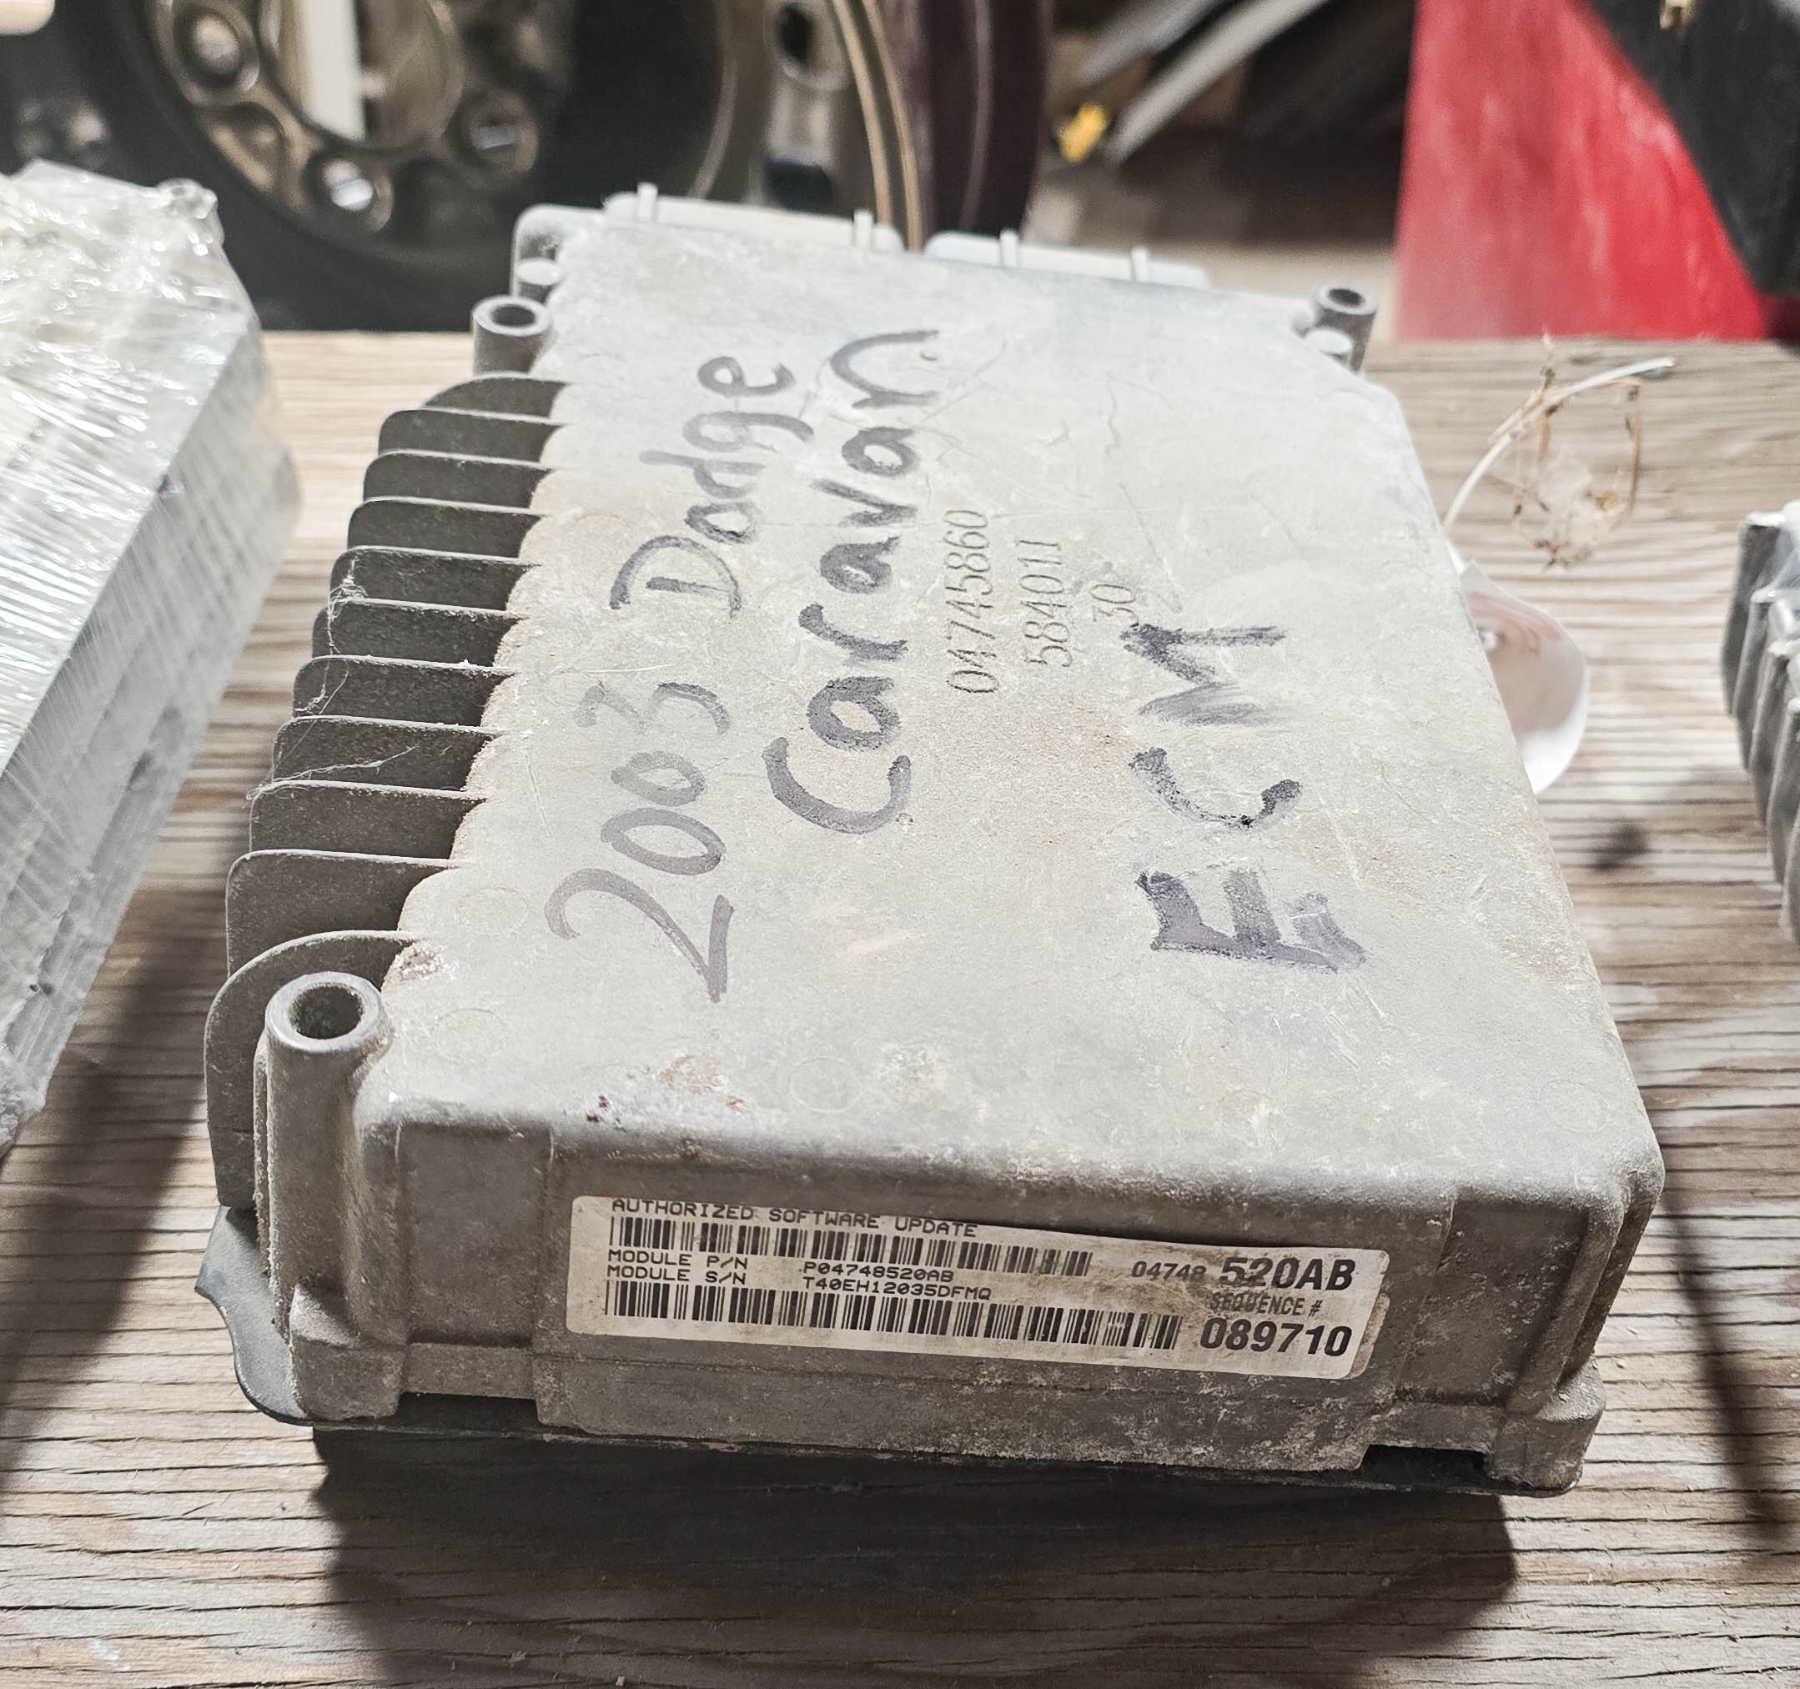 2003 Dodge
Caravan
04745860
584011
30
ECM
AUTHORIZED SOFTWARE UPDATE
MODULE P/N P04748520AB
MODULE S/N T40EH12035DFMQ
04748 520AB
SEQUENCE #
089710